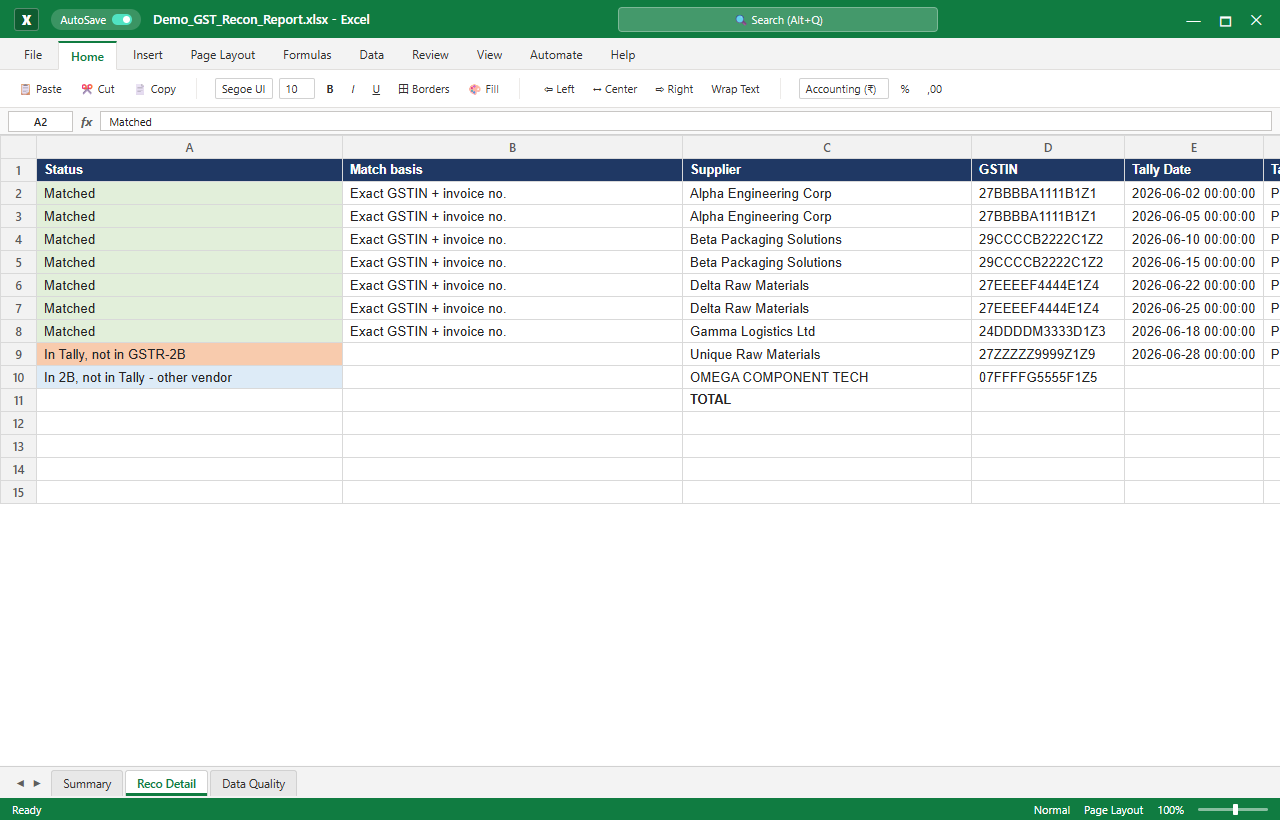 X AutoSave Demo_GST_Recon_Report.xlsx - Excel Search (Alt+Q)
File Home Insert Page Layout Formulas Data Review View Automate Help
Paste Cut Copy Segoe UI 10 B I U Borders Fill Left Center Right Wrap Text Accounting (₹) % ,00
A2 fx Matched
A B C D E
1 Status Match basis Supplier GSTIN Tally Date
2 Matched Exact GSTIN + invoice no. Alpha Engineering Corp 27BBBBA1111B1Z1 2026-06-02 00:00:00 P
3 Matched Exact GSTIN + invoice no. Alpha Engineering Corp 27BBBBA1111B1Z1 2026-06-05 00:00:00 P
4 Matched Exact GSTIN + invoice no. Beta Packaging Solutions 29CCCCB2222C1Z2 2026-06-10 00:00:00 P
5 Matched Exact GSTIN + invoice no. Beta Packaging Solutions 29CCCCB2222C1Z2 2026-06-15 00:00:00 P
6 Matched Exact GSTIN + invoice no. Delta Raw Materials 27EEEEF4444E1Z4 2026-06-22 00:00:00 P
7 Matched Exact GSTIN + invoice no. Delta Raw Materials 27EEEEF4444E1Z4 2026-06-25 00:00:00 P
8 Matched Exact GSTIN + invoice no. Gamma Logistics Ltd 24DDDDM3333D1Z3 2026-06-18 00:00:00 P
9 In Tally, not in GSTR-2B Unique Raw Materials 27ZZZZZ9999Z1Z9 2026-06-28 00:00:00 P
10 In 2B, not in Tally - other vendor OMEGA COMPONENT TECH 07FFFFG5555F1Z5
11 TOTAL
12
13
14
15
Summary Reco Detail Data Quality
Ready Normal Page Layout 100%